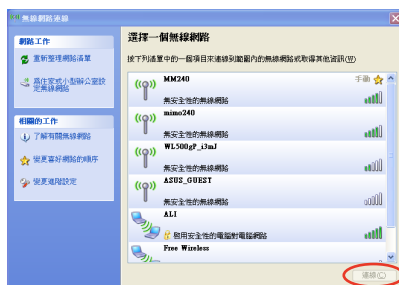 無線網路連線
網路工作
重新整理網路清單
為住家或小型辦公室設
定無線網路
相關的工作
了解有關無線網路
變更喜好網路的順序
變更進階設定
選擇一個無線網路
按下列清單中的一個項目來連線到範圍內的無線網路或取得其他資訊(W)
MM240
手動
無安全性的無線網路
mimo240
無安全性的無線網路
WL500gP_i3mJ
無安全性的無線網路
ASUS_GUEST
無安全性的無線網路
ALI
啟用安全性的電腦對電腦網路
Free Wireless
連線(C)